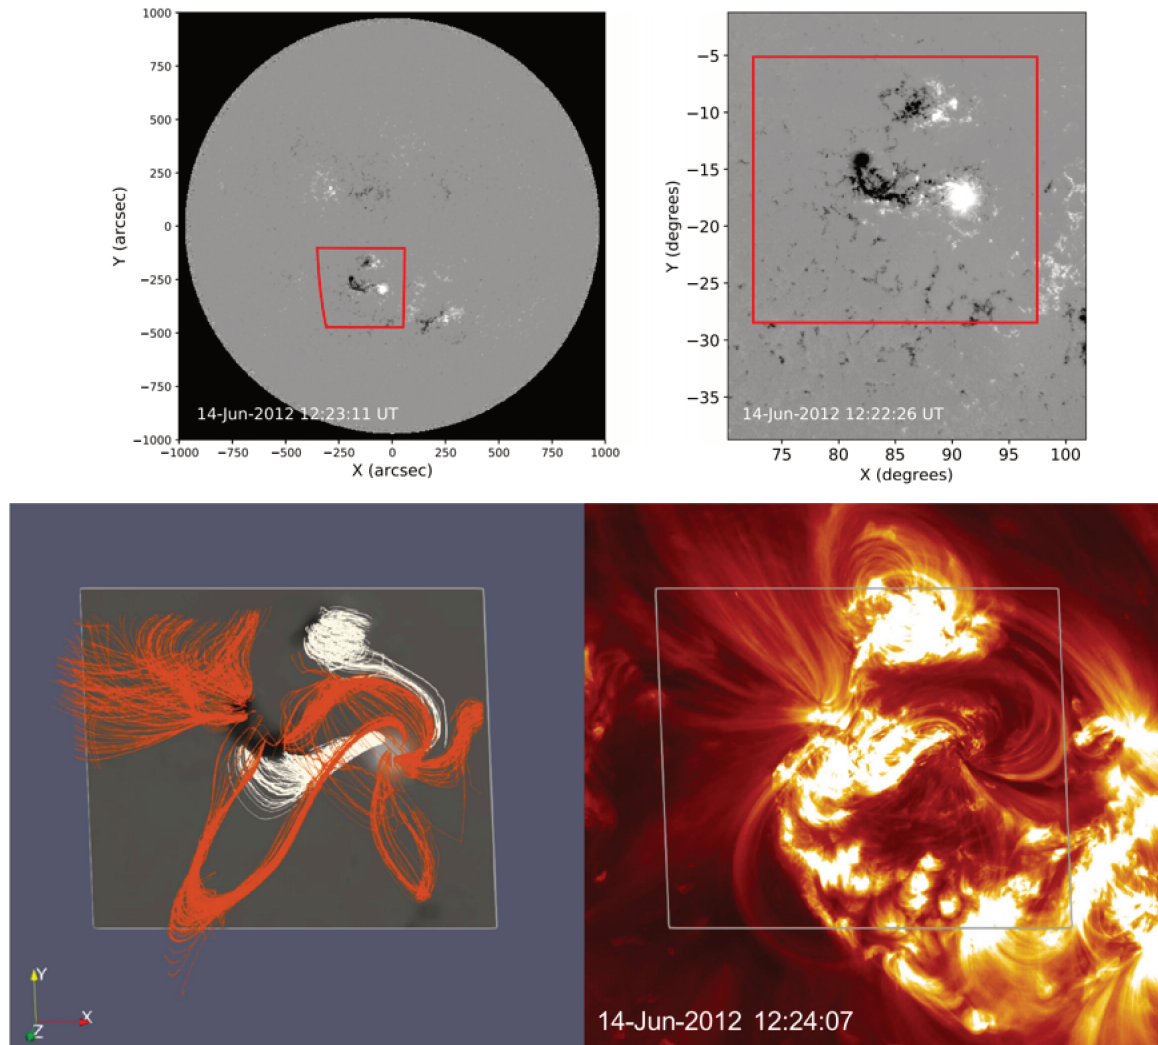 1000
750
500
250
0
−250
−500
−750
−1000
Y (arcsec)
14-Jun-2012 12:23:11 UT
−1000 −750 −500 −250 0 250 500 750 1000
X (arcsec)
−5
−10
−15
−20
−25
−30
−35
Y (degrees)
14-Jun-2012 12:22:26 UT
75 80 85 90 95 100
X (degrees)
Y
X
Z
14-Jun-2012 12:24:07